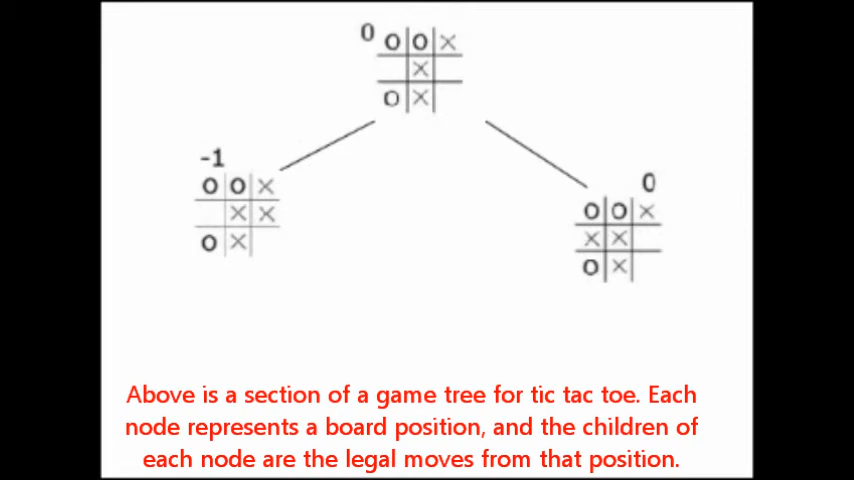 0
O O X
X
O X
-1
O O X
X X
O X
0
O O X
X X
O X
Above is a section of a game tree for tic tac toe. Each
node represents a board position, and the children of
each node are the legal moves from that position.